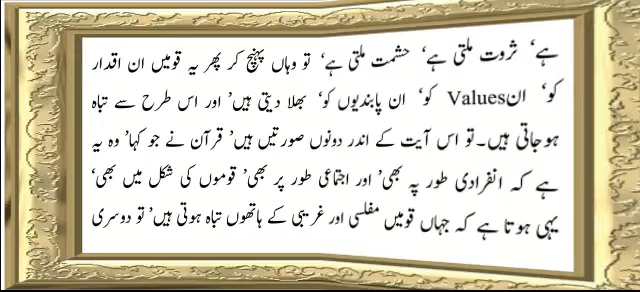 ہے‘ ثروت ملتی ہے‘ حشمت ملتی ہے‘ تو وہاں پہنچ کر پھر یہ قومیں ان اقدار
کو‘ ان Values کو‘ ان پابندیوں کو‘ بھلا دیتی ہیں’ اور اس طرح سے تباہ
ہوجاتی ہیں۔تو اس آیت کے اندر دونوں صورتیں ہیں’ قرآن نے جو کہا’ وہ یہ
ہے کہ انفرادی طور پہ بھی’ اور اجتماعی طور پر بھی’ قوموں کی شکل میں بھی‘
یہی ہوتا ہے کہ جہاں قومیں مفلسی اور غریبی کے ہاتھوں تباہ ہوتی ہیں’ تو دوسری